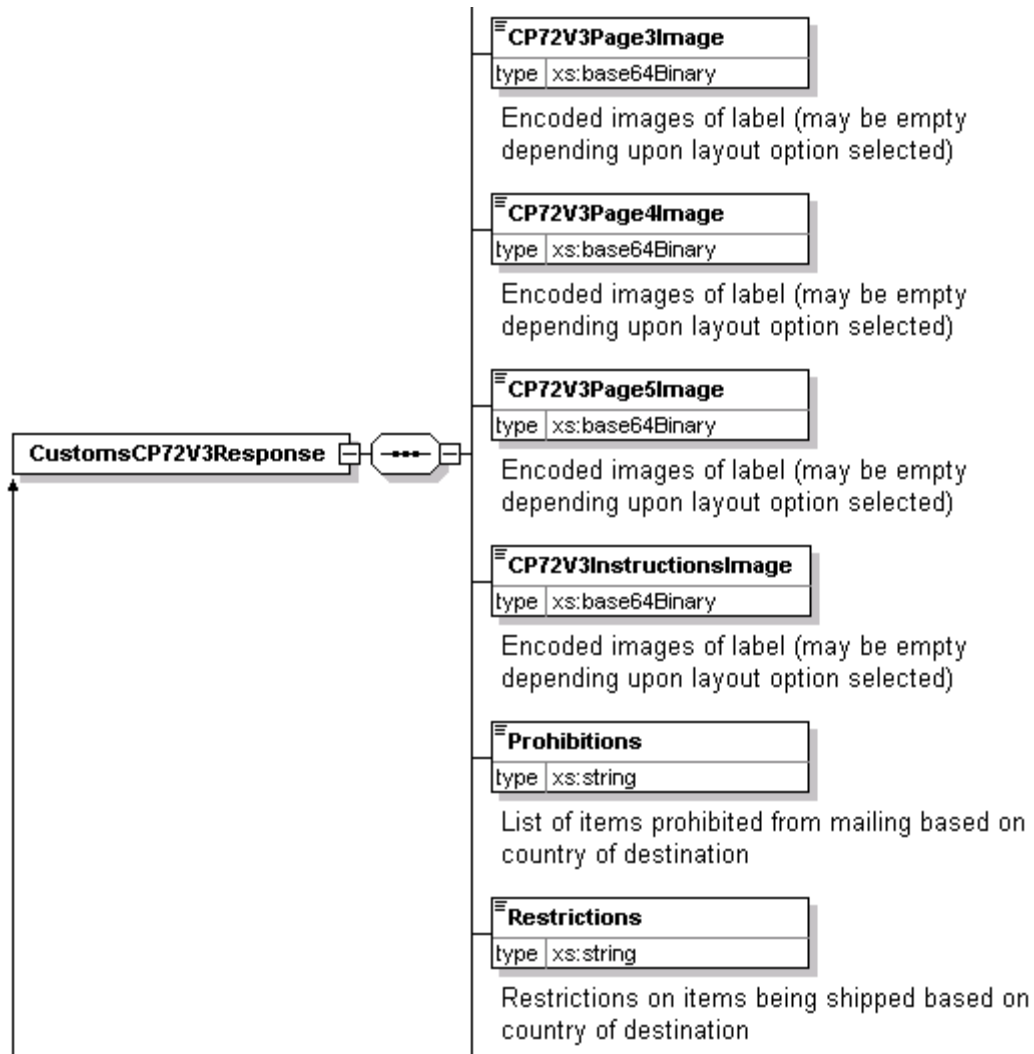 CP72V3Page3Image
type xs:base64Binary
Encoded images of label (may be empty
depending upon layout option selected)
CP72V3Page4Image
type xs:base64Binary
Encoded images of label (may be empty
depending upon layout option selected)
CP72V3Page5Image
type xs:base64Binary
CustomsCP72V3Response
Encoded images of label (may be empty
depending upon layout option selected)
CP72V3InstructionsImage
type xs:base64Binary
Encoded images of label (may be empty
depending upon layout option selected)
Prohibitions
type xs:string
List of items prohibited from mailing based on
country of destination
Restrictions
type xs:string
Restrictions on items being shipped based on
country of destination